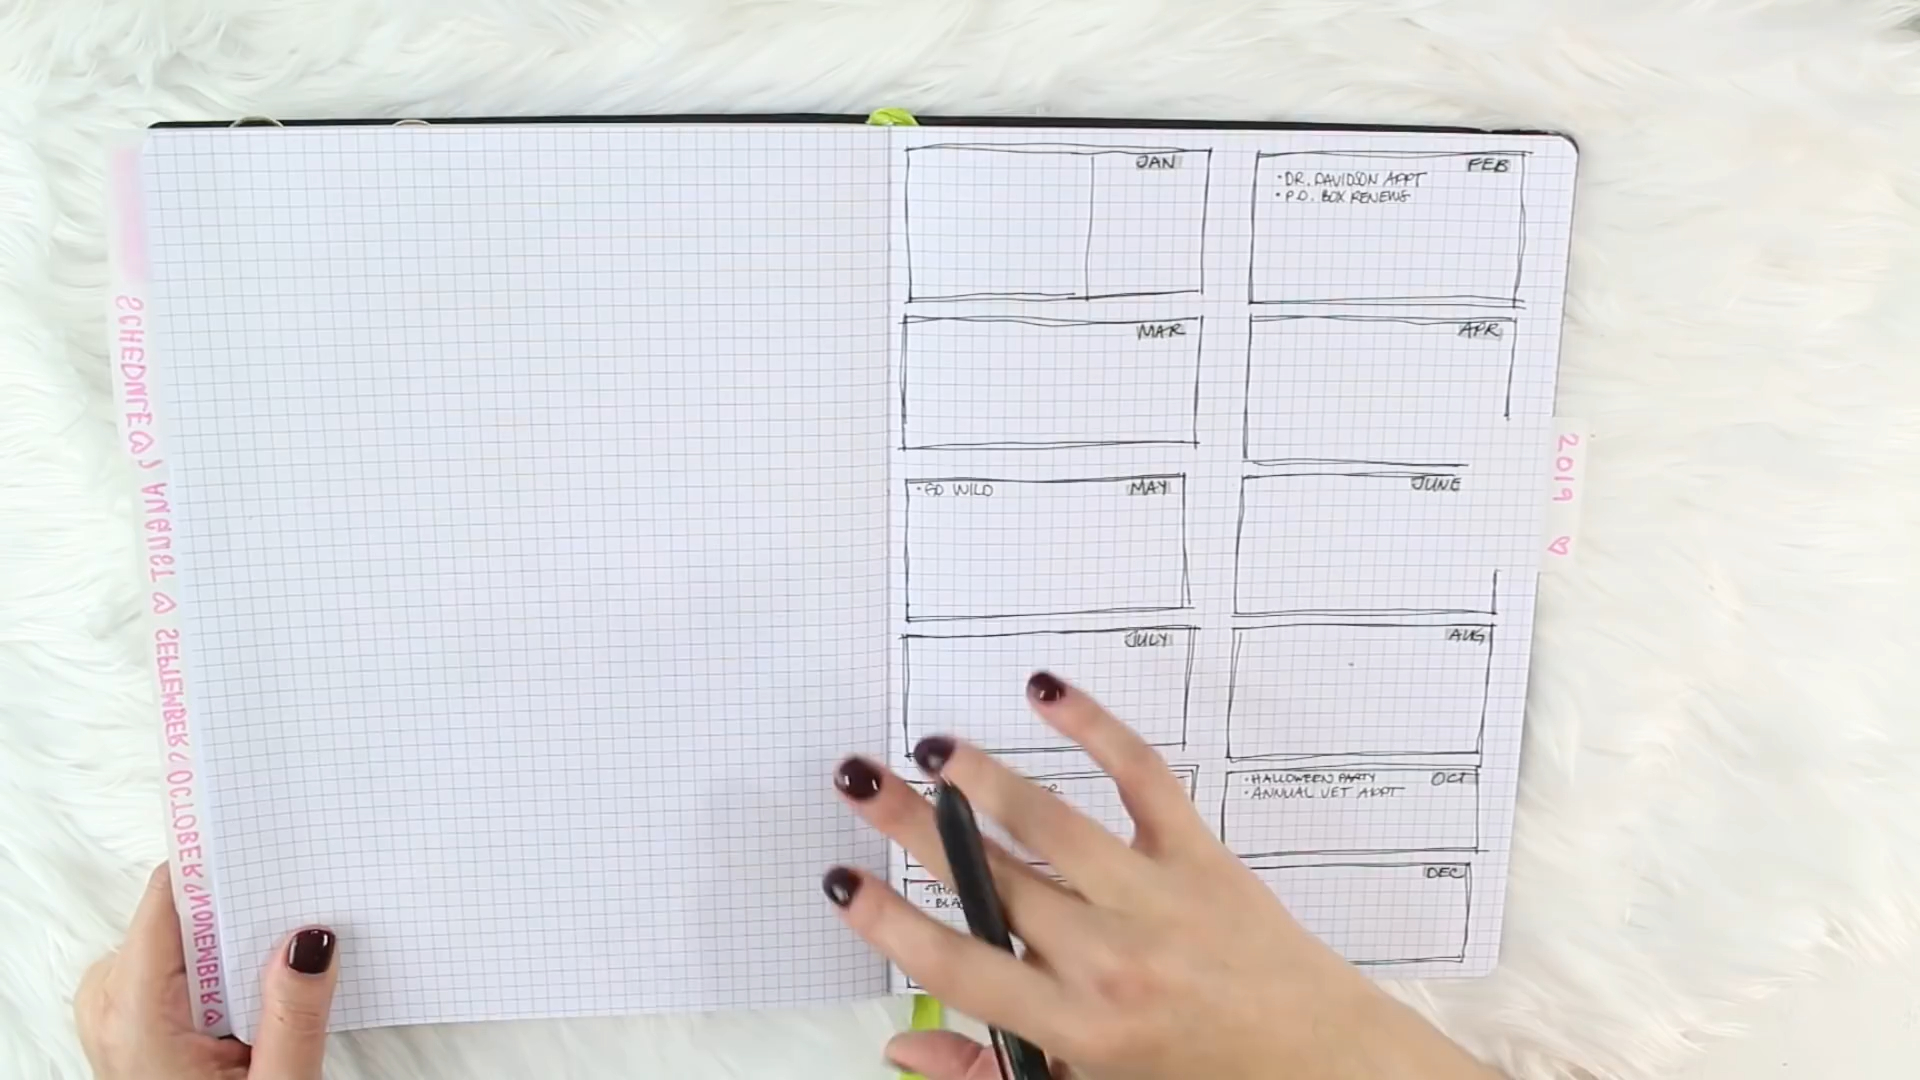 SCHEDULE
AUGUST
SEPTEMBER
OCTOBER
NOVEMBER
JAN
FEB
• DR. DAVIDSON APPT
• P.O. BOX RENEWS
MAR
APR
• GO WILD
MAY
JUNE
JULY
AUG
• HALLOWEEN PARTY
OCT
• ANNUAL VET APPT
DEC
2019